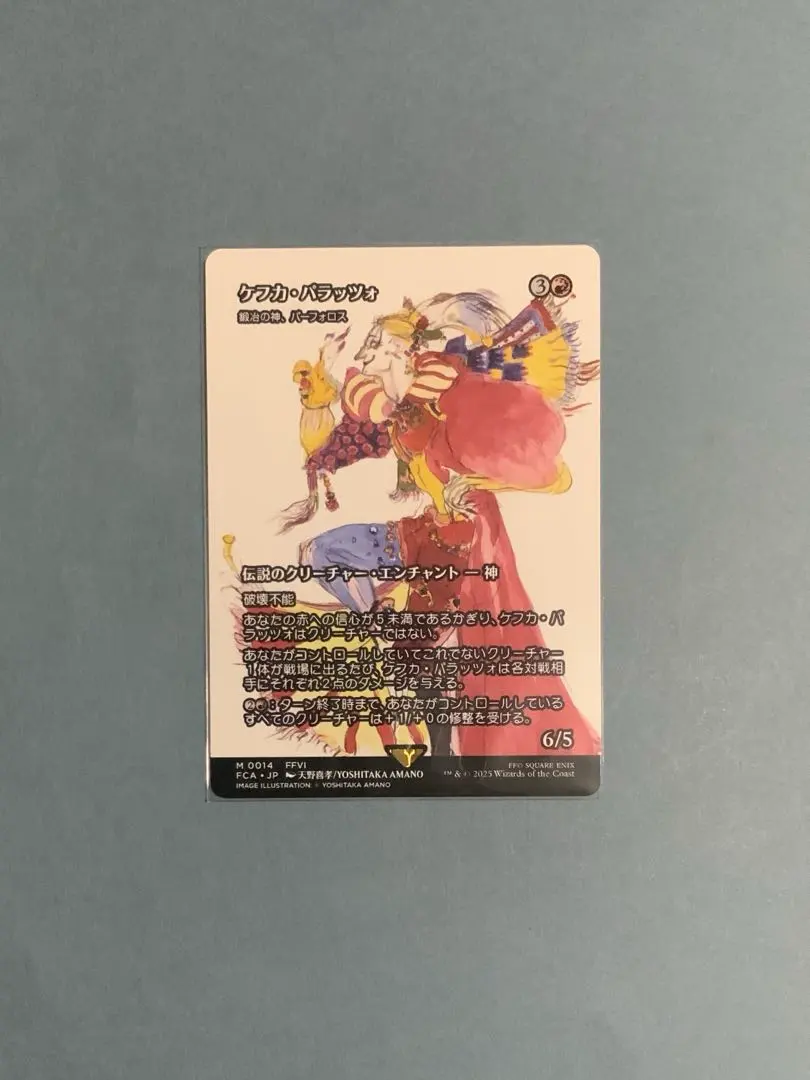 ケフカ・パラッツォ 3
鍛冶の神、パーフォロス
伝説のクリーチャー・エンチャント ― 神
破壊不能
あなたの赤への信心が5未満であるかぎり、ケフカ・パ
ラッツォはクリーチャーではない。
あなたがコントロールしていてこれでないクリーチャー
1体が戦場に出るたび、ケフカ・パラッツォは各対戦相
手にそれぞれ2点のダメージを与える。
2：ターン終了時まで、あなたがコントロールしている
すべてのクリーチャーは+1/+0の修整を受ける。
6/5
M 0014 FFVI
FCA・JP 天野喜孝/YOSHITAKA AMANO
IMAGE ILLUSTRATION: © YOSHITAKA AMANO
FF© SQUARE ENIX
™ & © 2025 Wizards of the Coast